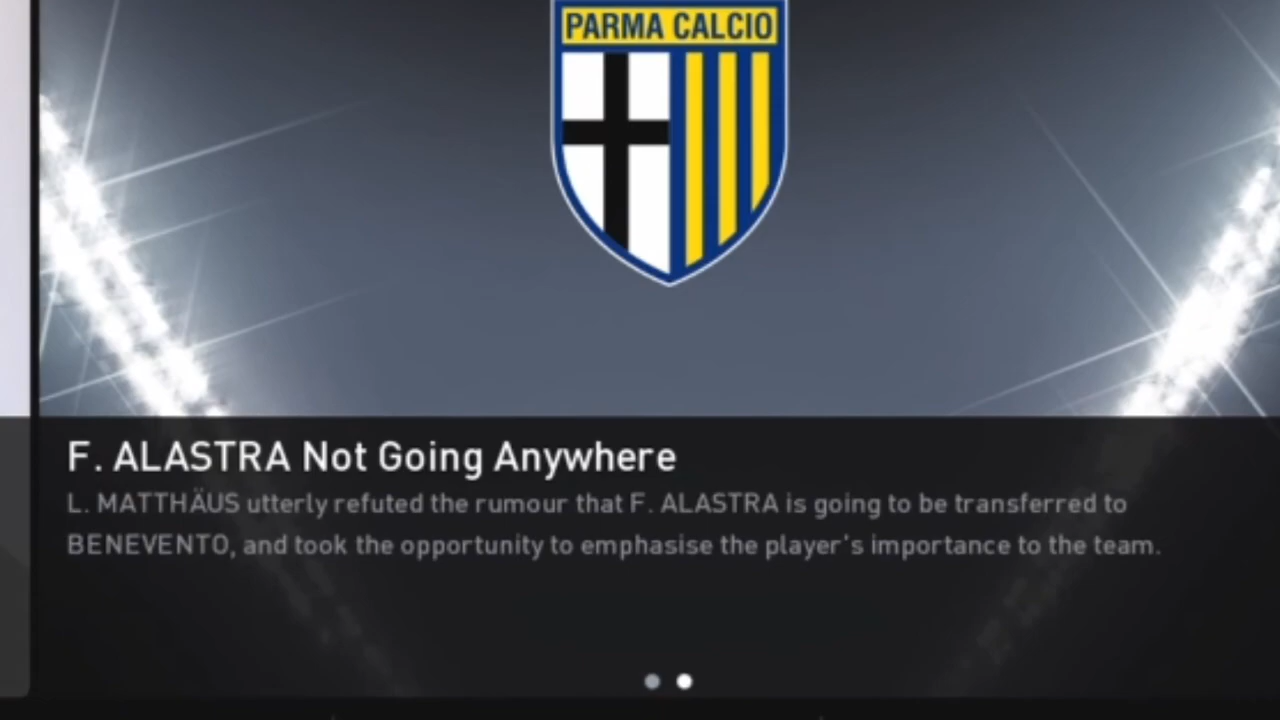 PARMA CALCIO
F. ALASTRA Not Going Anywhere
L. MATTHÄUS utterly refuted the rumour that F. ALASTRA is going to be transferred to
BENEVENTO, and took the opportunity to emphasise the player's importance to the team.